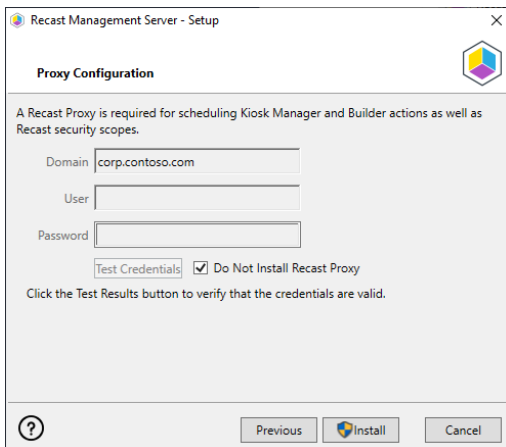 Recast Management Server - Setup
Proxy Configuration
A Recast Proxy is required for scheduling Kiosk Manager and Builder actions as well as
Recast security scopes.
Domain corp.contoso.com
User
Password
Test Credentials Do Not Install Recast Proxy
Click the Test Results button to verify that the credentials are valid.
? Previous Install Cancel